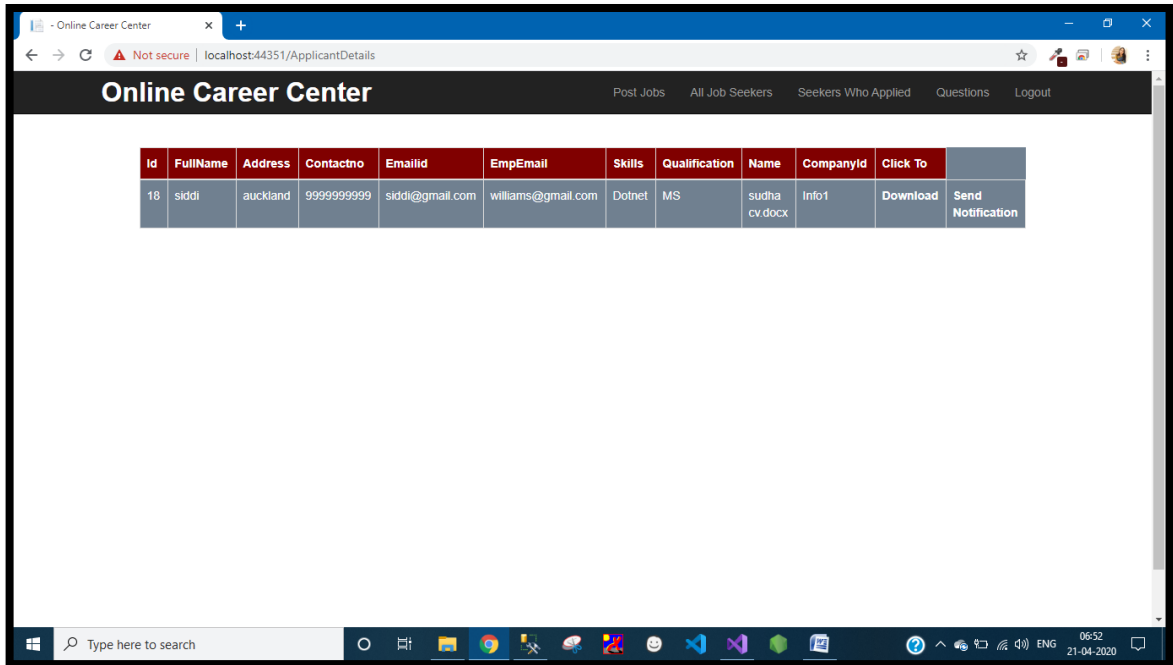 - Online Career Center
Not secure | localhost:44351/ApplicantDetails
Online Career Center Post Jobs All Job Seekers Seekers Who Applied Questions Logout
Id FullName Address Contactno Emailid EmpEmail Skills Qualification Name CompanyId Click To
18 siddi auckland 9999999999 siddi@gmail.com williams@gmail.com Dotnet MS sudha Info1 Download Send
cv.docx Notification
Type here to search ENG 06:52
21-04-2020